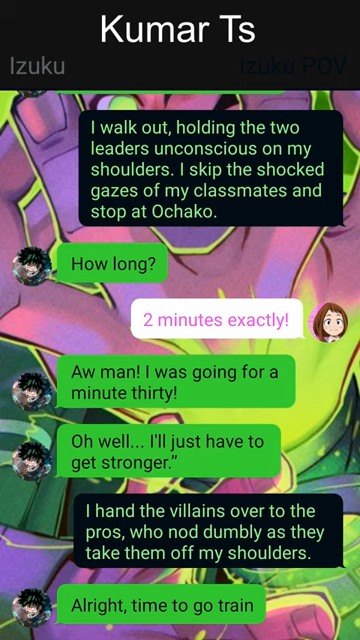 Kumar Ts
Izuku
Izuku POV
I walk out, holding the two
leaders unconscious on my
shoulders. I skip the shocked
gazes of my classmates and
stop at Ochako.
How long?
2 minutes exactly!
Aw man! I was going for a
minute thirty!
Oh well... I'll just have to
get stronger.”
I hand the villains over to the
pros, who nod dumbly as they
take them off my shoulders.
Alright, time to go train